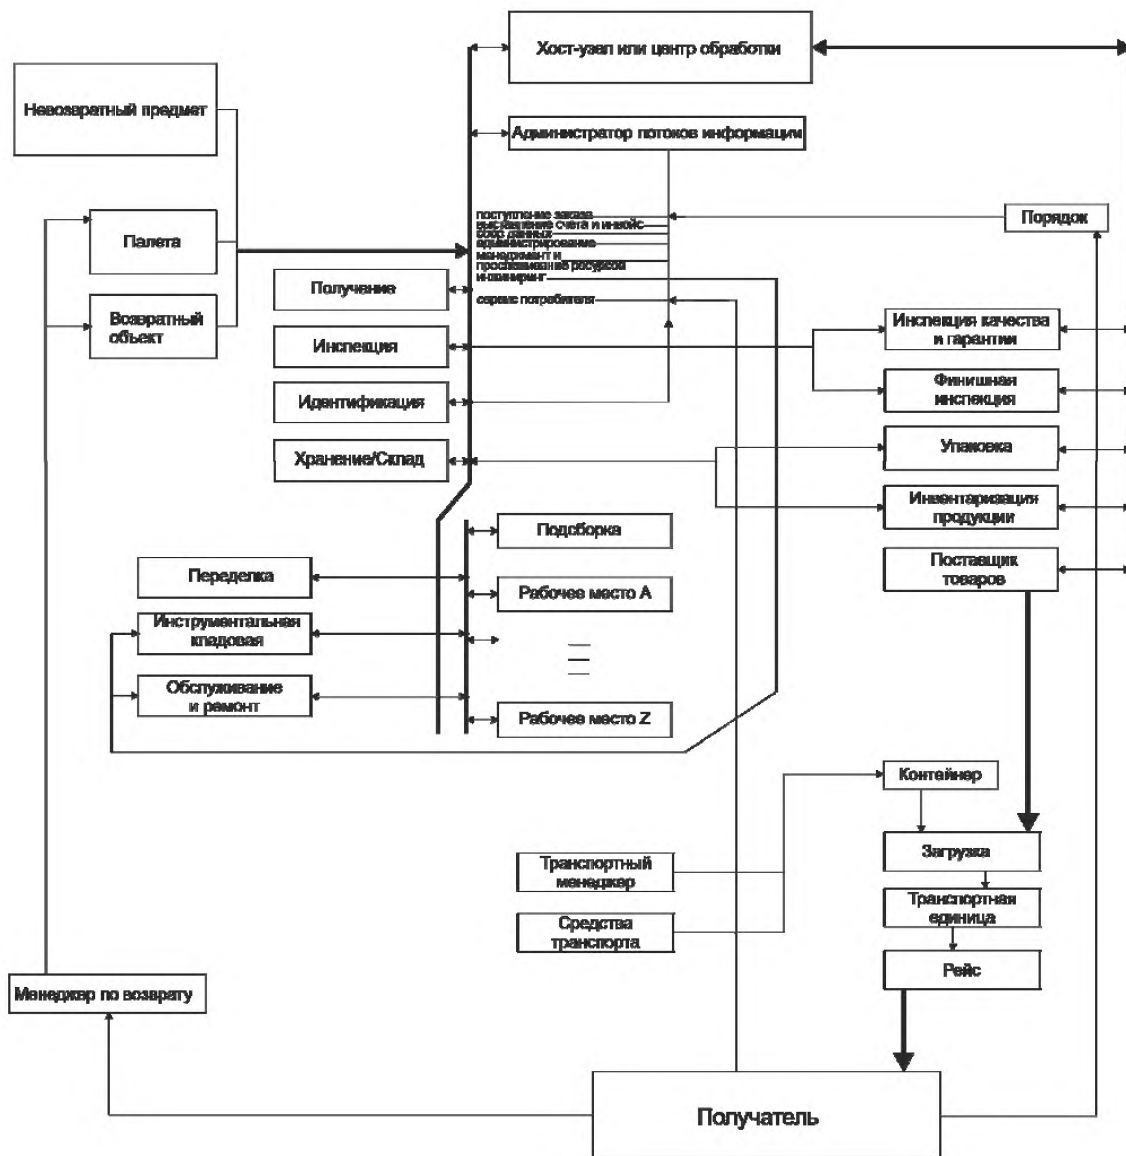 Хост-узел или центр обработки
Невозвратный предмет
Администратор потоков информации
поступление заказа
выставление счета и инвойс
сбор данных
администрирование
менеджмент и
прослеживание ресурсов
инжиниринг
сервис потребителя
Порядок
Палета
Возвратный
объект
Получение
Инспекция
Идентификация
Хранение/Склад
Инспекция качества
и гарантии
Финишная
инспекция
Упаковка
Инвентаризация
продукции
Поставщик
товаров
Подсборка
Переделка
Рабочее место A
Инструментальная
кладовая
Обслуживание
и ремонт
Рабочее место Z
Контейнер
Загрузка
Транспортный
менеджер
Транспортная
единица
Средства
транспорта
Рейс
Менеджер по возврату
Получатель